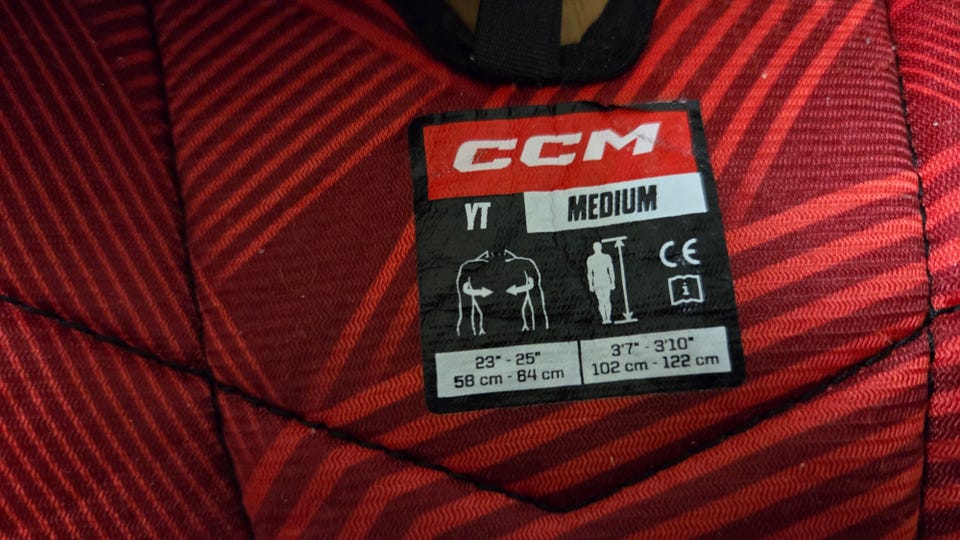 CCM
YT MEDIUM
CE
i
23" - 25"
58 cm - 64 cm
3'7" - 3'10"
102 cm - 122 cm